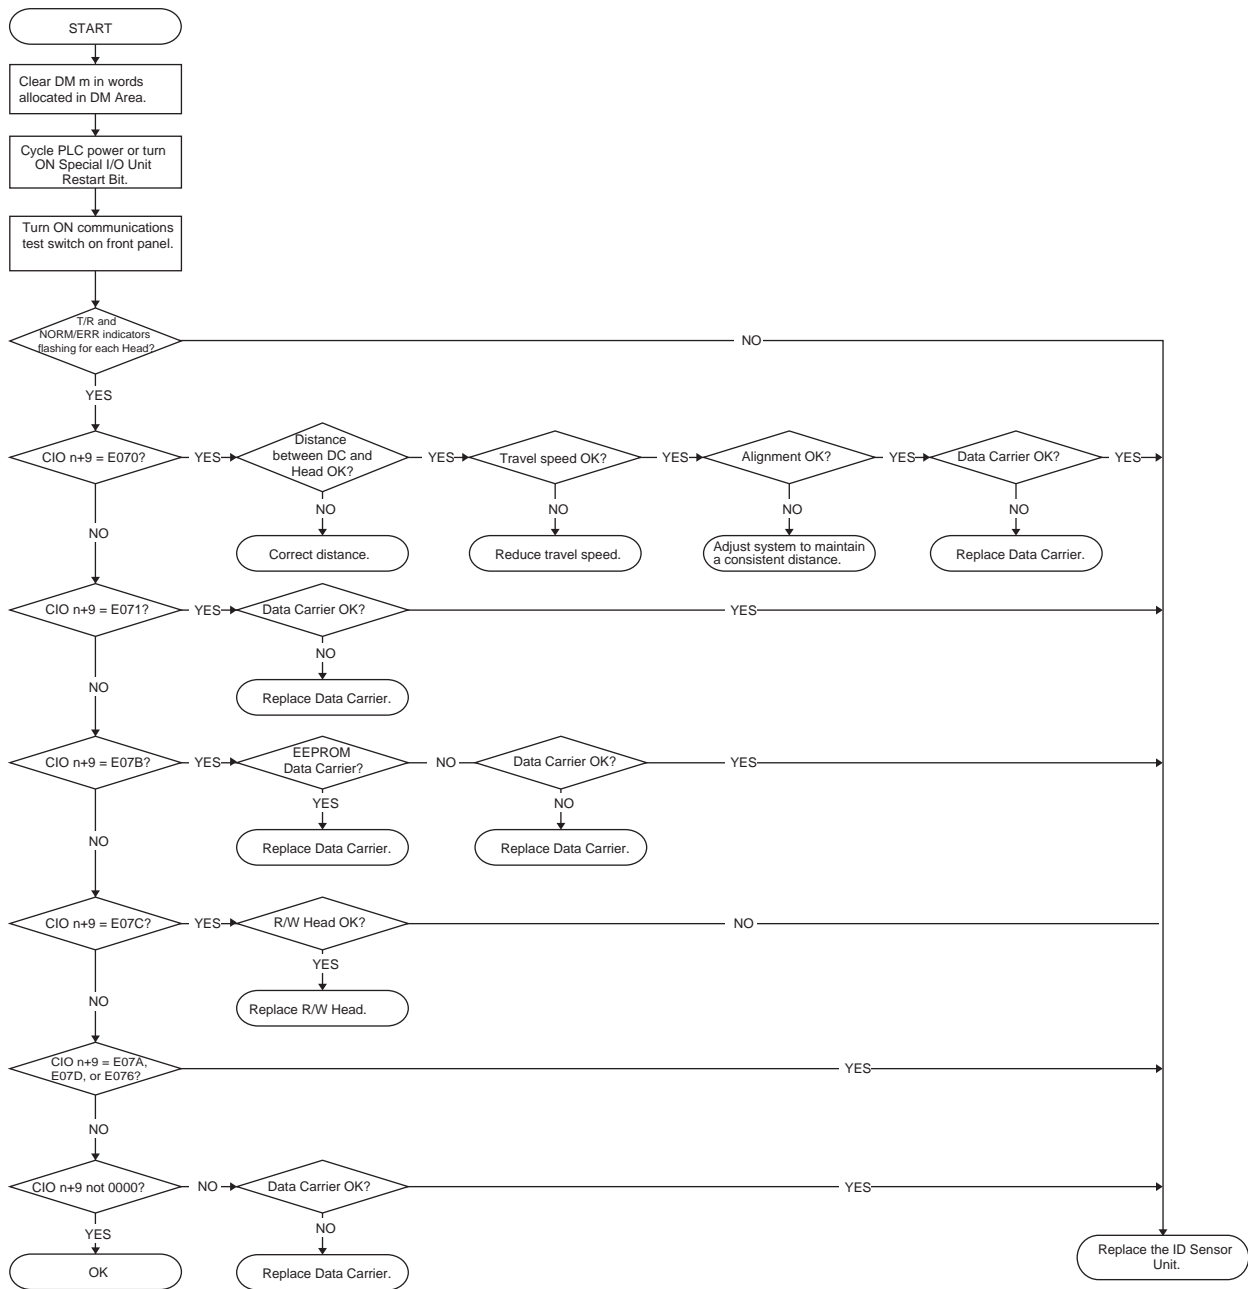 START
Clear DM m in words
allocated in DM Area.
Cycle PLC power or turn
ON Special I/O Unit
Restart Bit.
Turn ON communications
test switch on front panel.
T/R and
NORM/ERR indicators
flashing for each Head?
NO
YES
CIO n+9 = E070?
YES
Distance
between DC and
Head OK?
YES
Travel speed OK?
YES
Alignment OK?
YES
Data Carrier OK?
YES
NO
NO
NO
NO
NO
Correct distance.
Reduce travel speed.
Adjust system to maintain
a consistent distance.
Replace Data Carrier.
CIO n+9 = E071?
YES
Data Carrier OK?
YES
NO
NO
Replace Data Carrier.
CIO n+9 = E07B?
YES
EEPROM
Data Carrier?
NO
Data Carrier OK?
YES
YES
NO
NO
Replace Data Carrier.
Replace Data Carrier.
CIO n+9 = E07C?
YES
R/W Head OK?
NO
YES
NO
Replace R/W Head.
CIO n+9 = E07A,
E07D, or E076?
YES
NO
CIO n+9 not 0000?
NO
Data Carrier OK?
YES
YES
NO
OK
Replace Data Carrier.
Replace the ID Sensor
Unit.